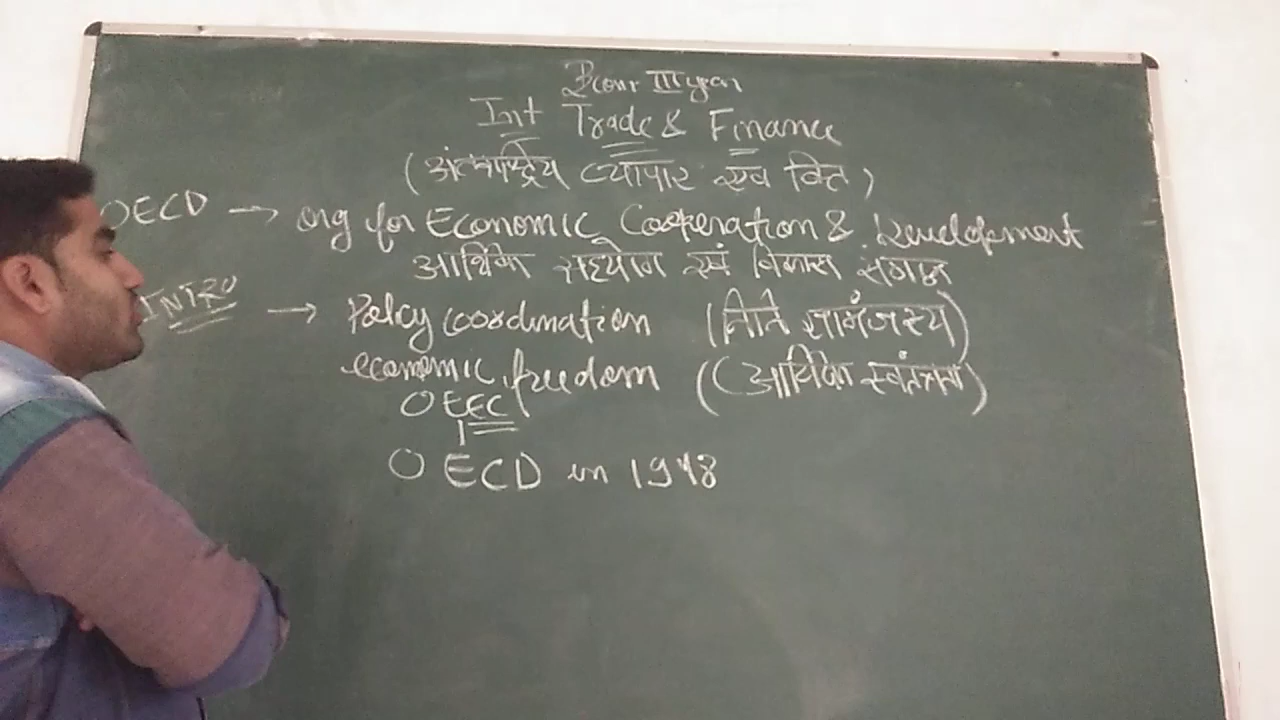 Bcom III year
Int Trade & Finance
(अंतर्राष्ट्रीय व्यापार एवं वित्त)
OECD → org for Economic Cooperation & Development
आर्थिक सहयोग एवं विकास संगठन
INTRO → Policy coordination (नीति सामंजस्य)
economic freedom ((आर्थिक स्वतंत्रता)
OEEC
OECD in 1948